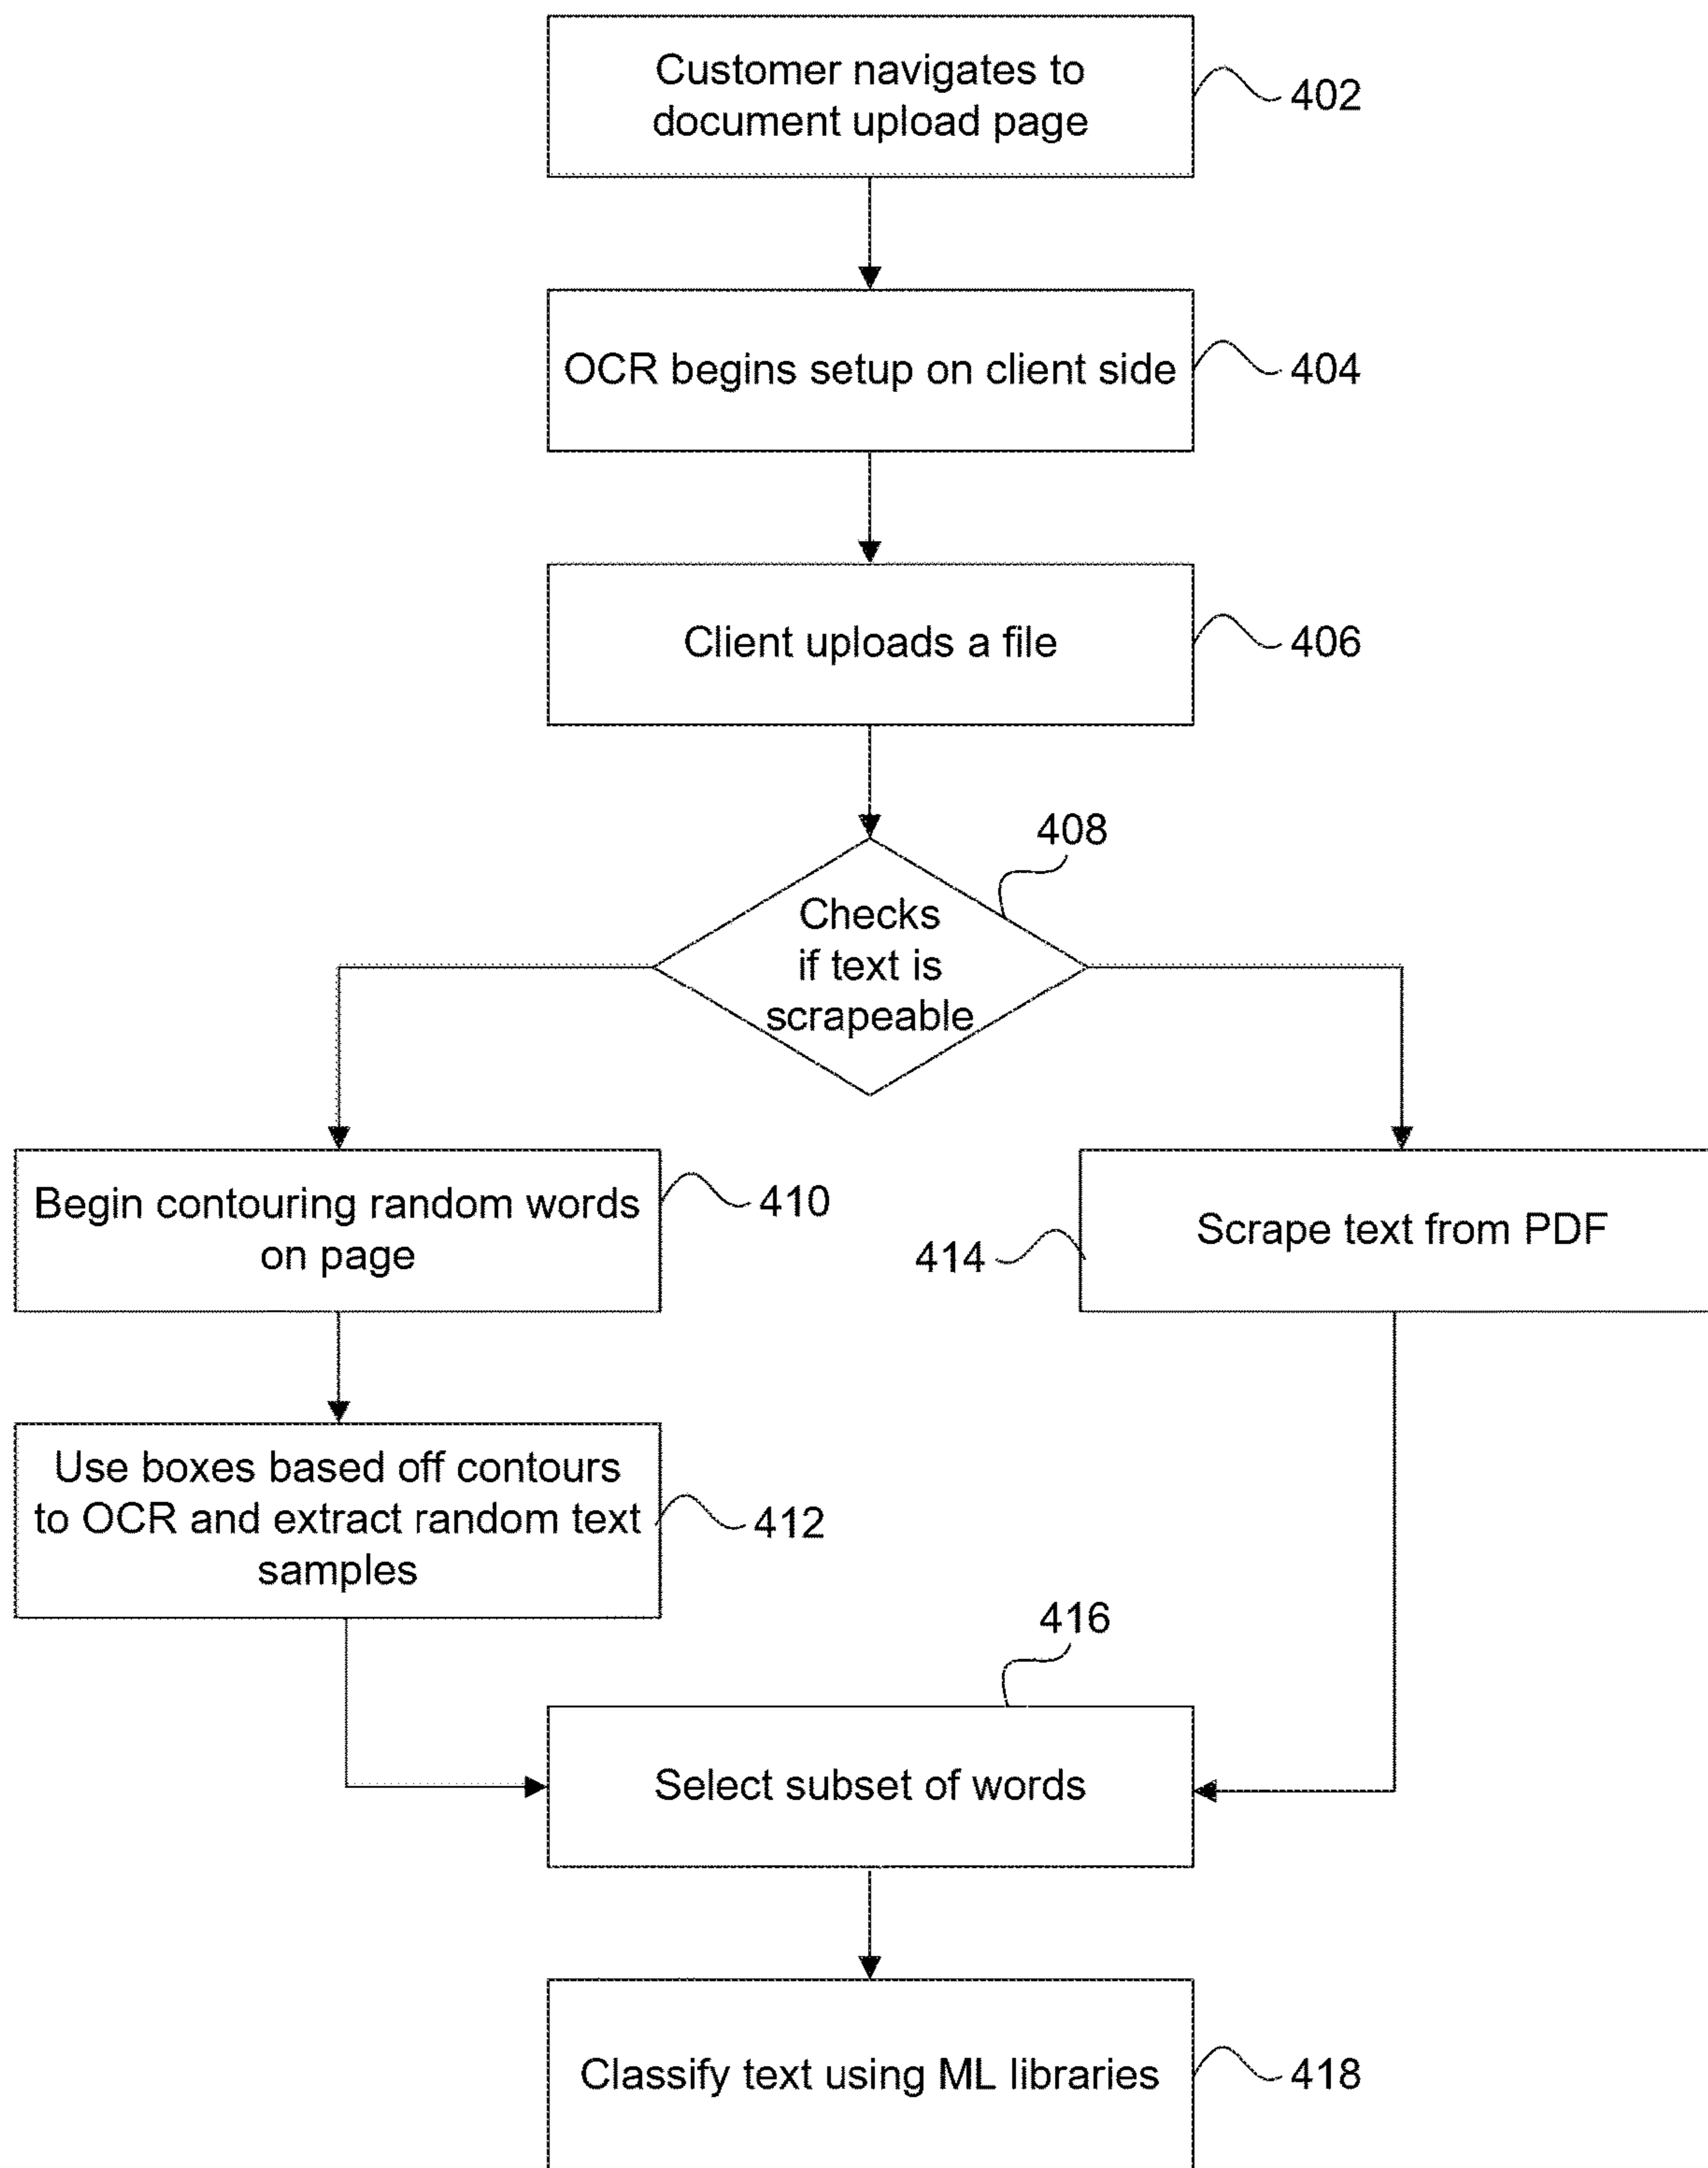 Customer navigates to
document upload page
402
OCR begins setup on client side
404
Client uploads a file
406
408
Checks
if text is
scrapeable
Begin contouring random words
on page
410
414
Scrape text from PDF
Use boxes based off contours
to OCR and extract random text
samples
412
416
Select subset of words
Classify text using ML libraries
418